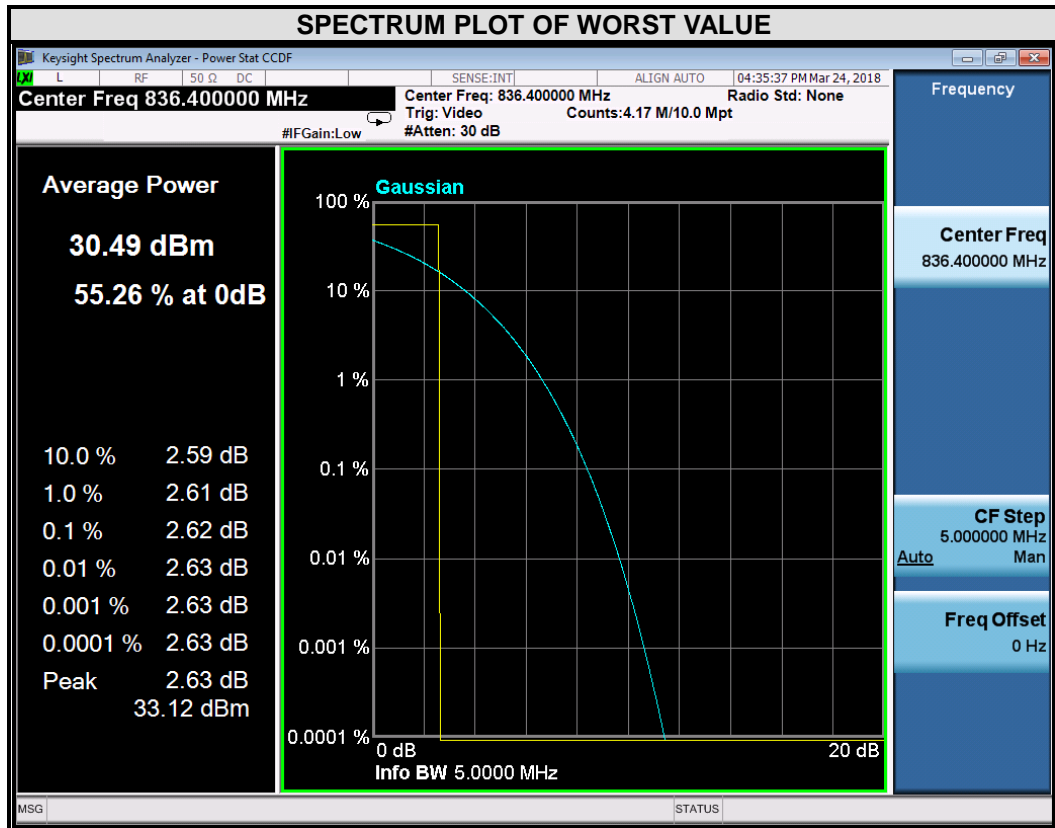 SPECTRUM PLOT OF WORST VALUE
Keysight Spectrum Analyzer - Power Stat CCDF
LXI L RF 50 Ω DC SENSE:INT ALIGN AUTO 04:35:37 PM Mar 24, 2018
Center Freq 836.400000 MHz
#IFGain:Low
Center Freq: 836.400000 MHz Radio Std: None
Trig: Video Counts:4.17 M/10.0 Mpt
#Atten: 30 dB
Average Power
30.49 dBm
55.26 % at 0dB
10.0 % 2.59 dB
1.0 % 2.61 dB
0.1 % 2.62 dB
0.01 % 2.63 dB
0.001 % 2.63 dB
0.0001 % 2.63 dB
Peak 2.63 dB
33.12 dBm
Gaussian
100 %
10 %
1 %
0.1 %
0.01 %
0.001 %
0.0001 %
0 dB 20 dB
Info BW 5.0000 MHz
Frequency
Center Freq
836.400000 MHz
CF Step
5.000000 MHz
Auto Man
Freq Offset
0 Hz
MSG STATUS